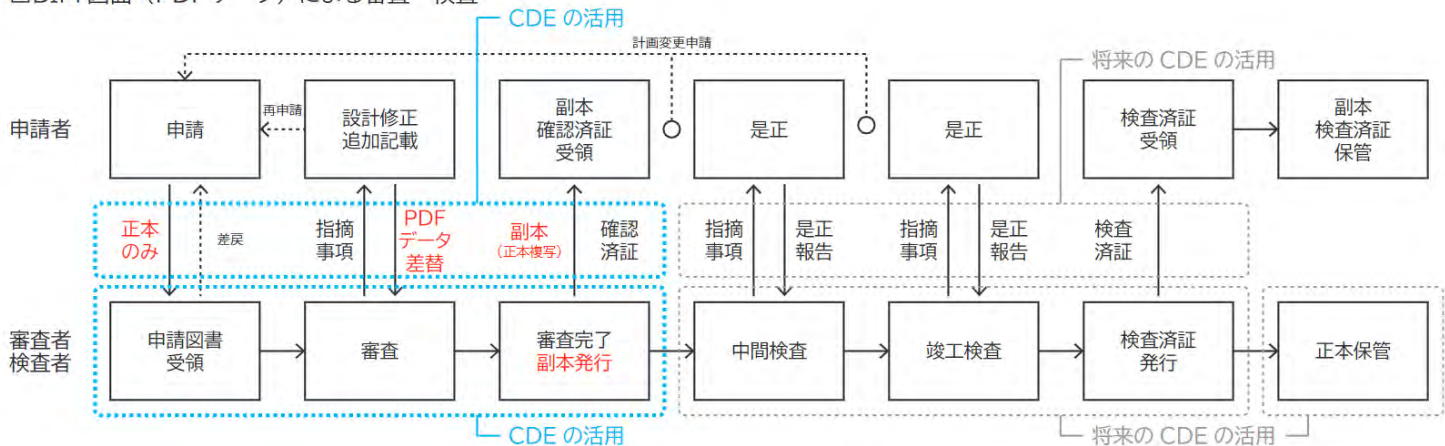 CDE の活用
計画変更申請
将来の CDE の活用
申請者
申請
再申請
設計修正
追加記載
副本
確認済証
受領
是正
是正
検査済証
受領
副本
検査済証
保管
正本
のみ
差戻
指摘
事項
PDF
データ
差替
副本
（正本複写）
確認
済証
指摘
事項
是正
報告
指摘
事項
是正
報告
検査
済証
審査者
検査者
申請図書
受領
審査
審査完了
副本発行
中間検査
竣工検査
検査済証
発行
正本保管
CDE の活用
将来の CDE の活用